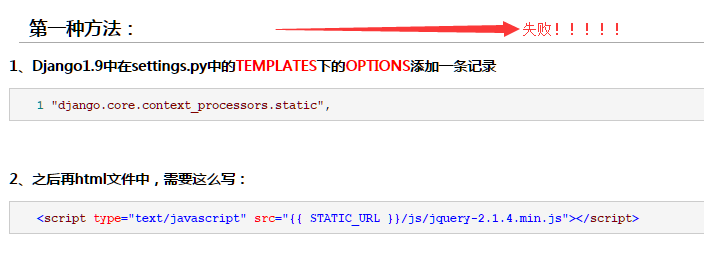 第一种方法： 失败！！！！！
1、Django1.9中在settings.py中的TEMPLATES下的OPTIONS添加一条记录
1 "django.core.context_processors.static",
2、之后再html文件中，需要这么写：
<script type="text/javascript" src="{{ STATIC_URL }}/js/jquery-2.1.4.min.js"></script>